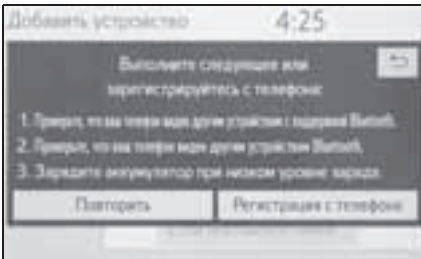 Добавить устройство 4:25
Выполните следующее или
зарегистрируйтесь с телефона:
1. Проверьте, что ваш телефон виден другим устройствам с поддержкой Bluetooth.
2. Проверьте, что ваш телефон виден другим устройствам Bluetooth.
3. Зарядите аккумулятор при низком уровне заряда.
Повторить Регистрация с телефона